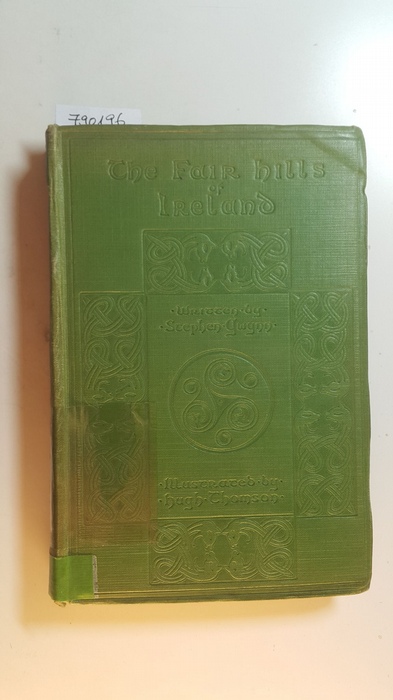 790196
The Fair Hills
of
Ireland
·Written·by·
·Stephen·Gwynn·
·Illustrated·by·
·Hugh·Thomson·